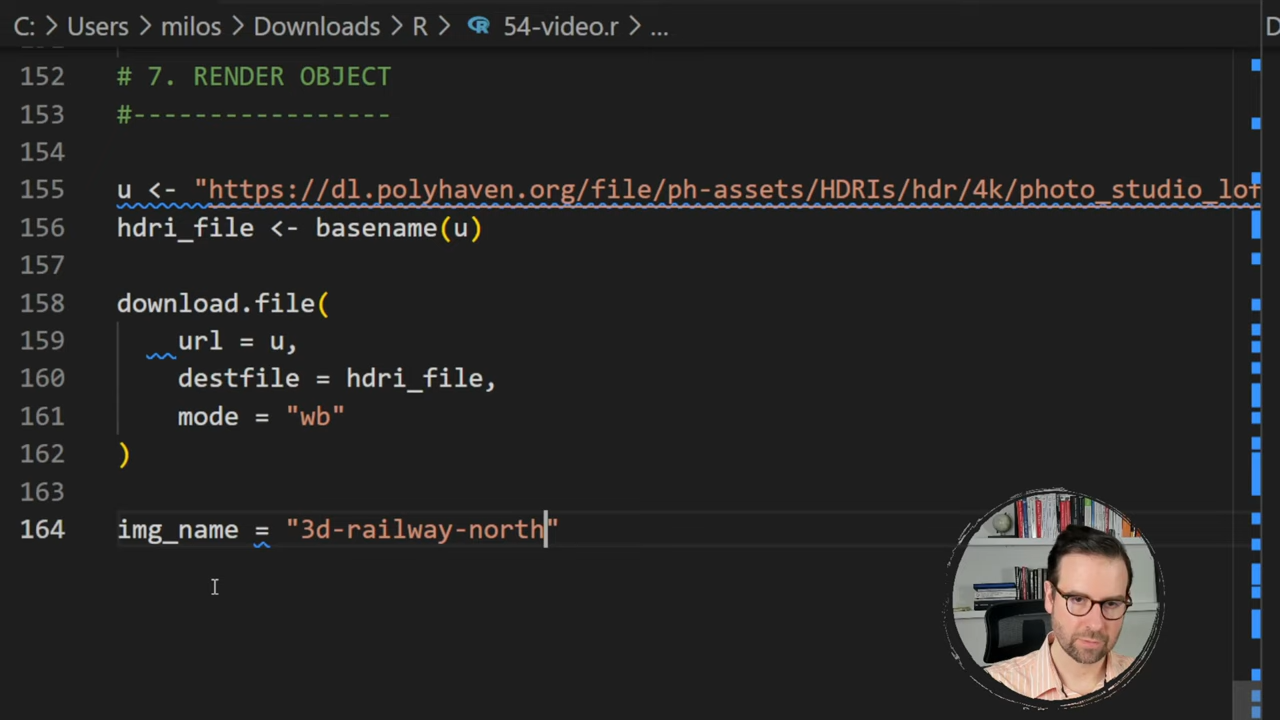 C: > Users > milos > Downloads > R > 54-video.r > ...
152 # 7. RENDER OBJECT
153 #-----------------
154
155 u <- "https://dl.polyhaven.org/file/ph-assets/HDRIs/hdr/4k/photo_studio_lof
156 hdri_file <- basename(u)
157
158 download.file(
159 url = u,
160 destfile = hdri_file,
161 mode = "wb"
162 )
163
164 img_name = "3d-railway-north"